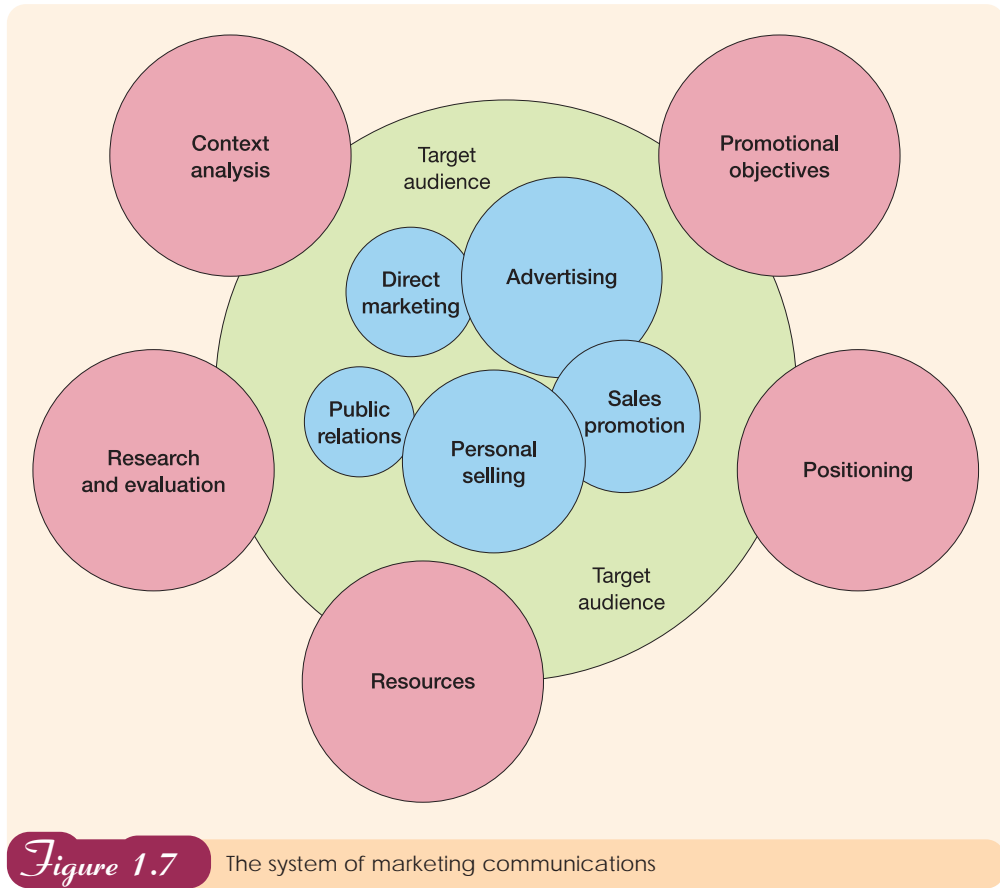 Context
analysis
Promotional
objectives
Target
audience
Direct
marketing
Advertising
Public
relations
Personal
selling
Sales
promotion
Research
and evaluation
Positioning
Target
audience
Resources
Figure 1.7 The system of marketing communications